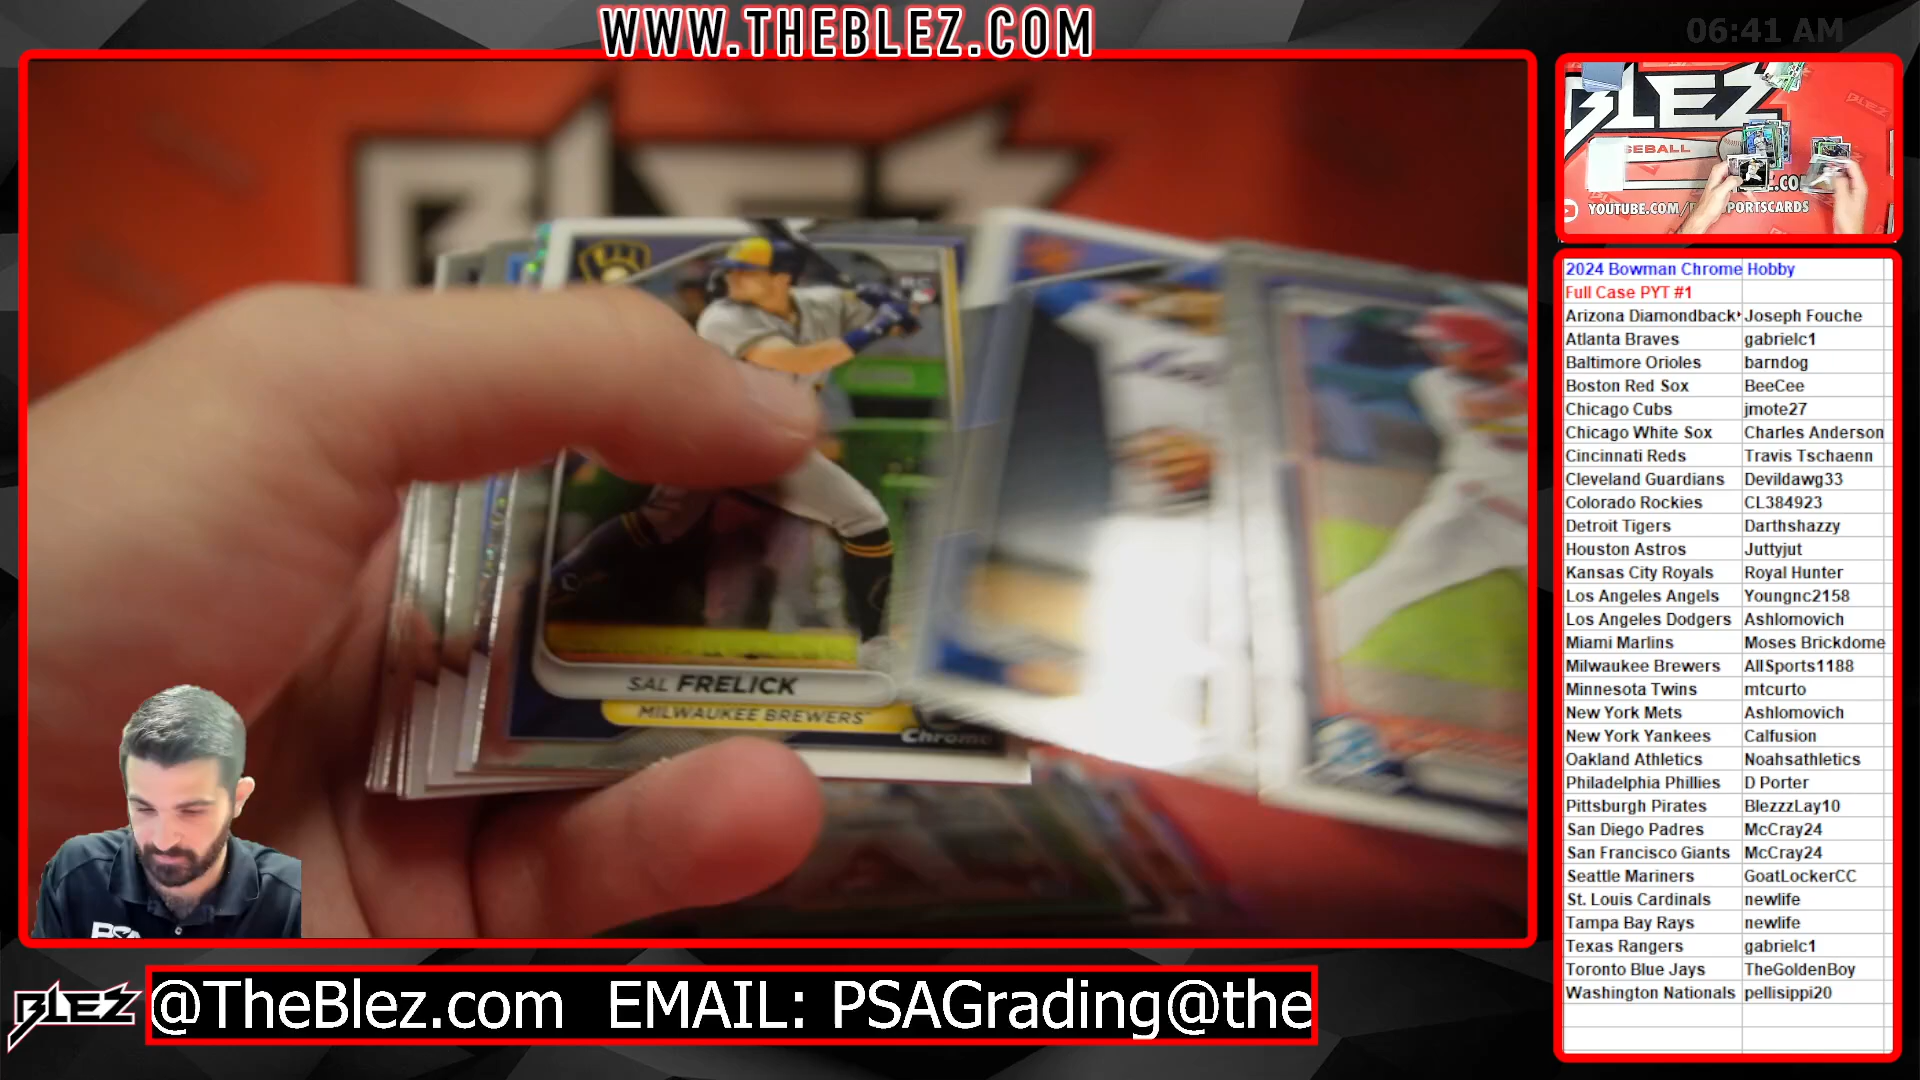 WWW.THEBLEZ.COM
06:41 AM
BLEZ
SEBALL
YOUTUBE.COM/
PORTSCARDS
2024 Bowman Chrome Hobby
Full Case PYT #1
Arizona Diamondback Joseph Fouche
Atlanta Braves gabrielc1
Baltimore Orioles barndog
Boston Red Sox BeeCee
Chicago Cubs jmote27
Chicago White Sox Charles Anderson
Cincinnati Reds Travis Tschaenn
Cleveland Guardians Devildawg33
Colorado Rockies CL384923
Detroit Tigers Darthshazzy
Houston Astros Juttyjut
Kansas City Royals Royal Hunter
Los Angeles Angels Youngnc2158
Los Angeles Dodgers Ashlomovich
Miami Marlins Moses Brickdome
Milwaukee Brewers AllSports1188
Minnesota Twins mtcurto
New York Mets Ashlomovich
New York Yankees Calfusion
Oakland Athletics Noahsathletics
Philadelphia Phillies D Porter
Pittsburgh Pirates BlezzzLay10
San Diego Padres McCray24
San Francisco Giants McCray24
Seattle Mariners GoatLockerCC
St. Louis Cardinals newlife
Tampa Bay Rays newlife
Texas Rangers gabrielc1
Toronto Blue Jays TheGoldenBoy
Washington Nationals pellisippi20
BLEZ
RC
SAL FRELICK
MILWAUKEE BREWERS
Chrome
BLEZ
@TheBlez.com EMAIL: PSAGrading@the